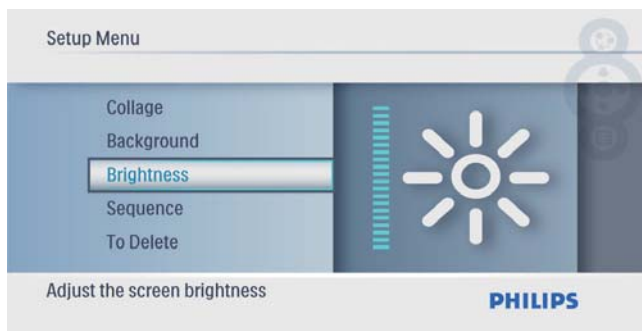 Setup Menu
Collage
Background
Brightness
Sequence
To Delete
Adjust the screen brightness
PHILIPS